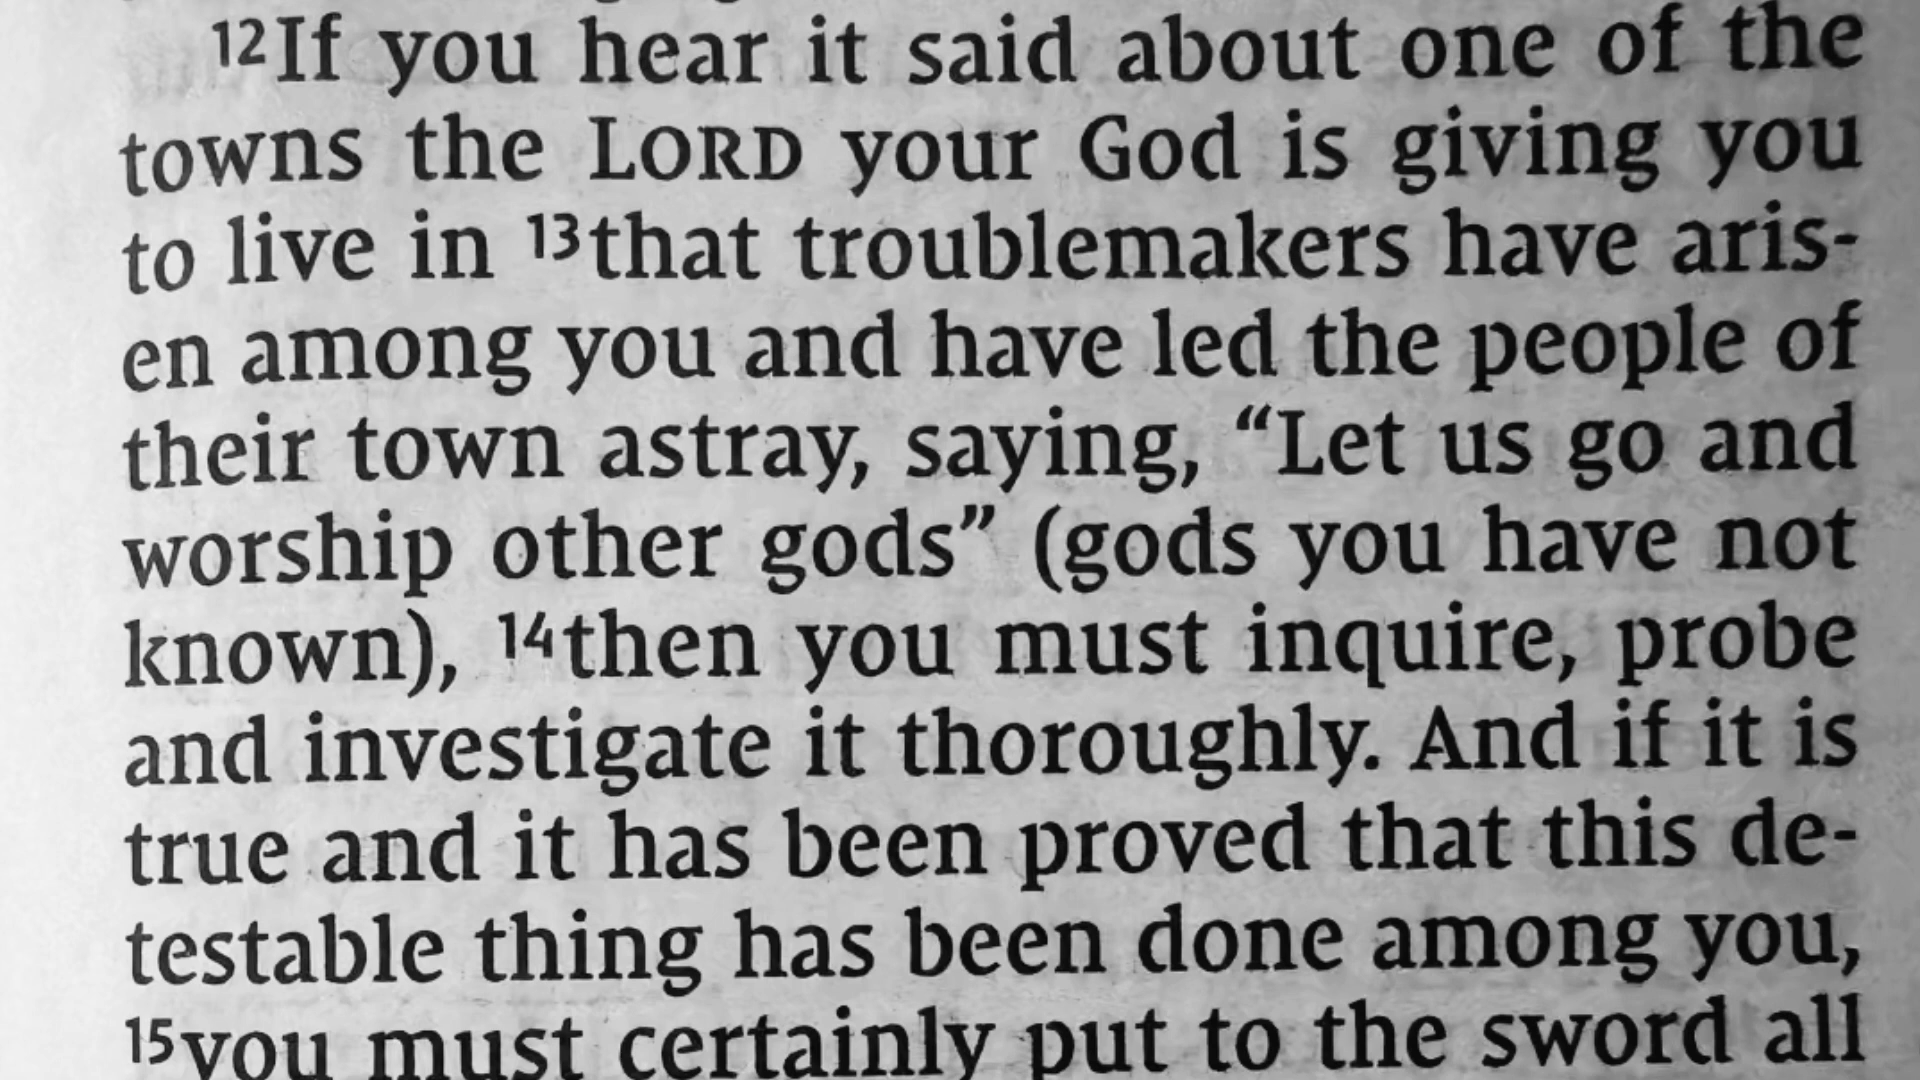 12If you hear it said about one of the
towns the LORD your God is giving you
to live in 13that troublemakers have aris-
en among you and have led the people of
their town astray, saying, “Let us go and
worship other gods” (gods you have not
known), 14then you must inquire, probe
and investigate it thoroughly. And if it is
true and it has been proved that this de-
testable thing has been done among you,
15you must certainly put to the sword all